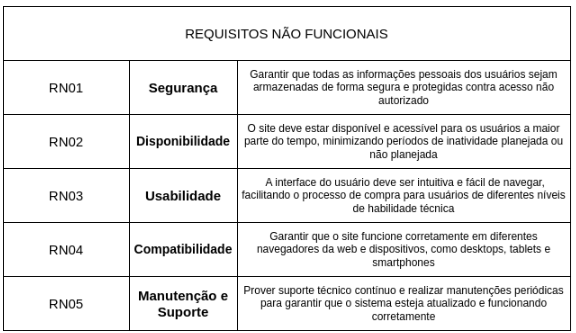 REQUISITOS NÃO FUNCIONAIS
RN01
Segurança
Garantir que todas as informações pessoais dos usuários sejam
armazenadas de forma segura e protegidas contra acesso não
autorizado
RN02
Disponibilidade
O site deve estar disponível e acessível para os usuários a maior
parte do tempo, minimizando períodos de inatividade planejada ou
não planejada
RN03
Usabilidade
A interface do usuário deve ser intuitiva e fácil de navegar,
facilitando o processo de compra para usuários de diferentes níveis
de habilidade técnica
RN04
Compatibilidade
Garantir que o site funcione corretamente em diferentes
navegadores da web e dispositivos, como desktops, tablets e
smartphones
RN05
Manutenção e
Suporte
Prover suporte técnico contínuo e realizar manutenções periódicas
para garantir que o sistema esteja atualizado e funcionando
corretamente